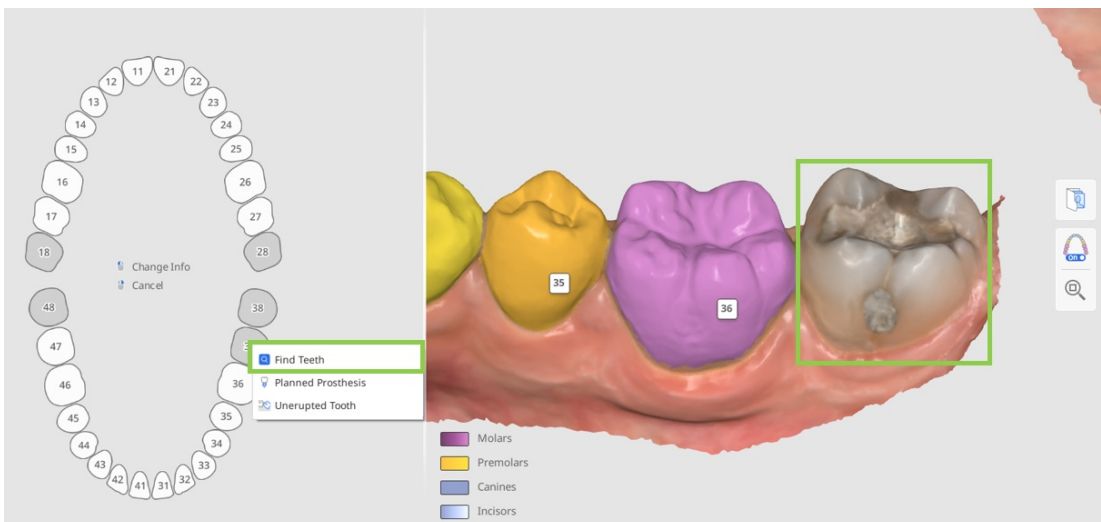 11 21
12 22
13 23
14 24
15 25
16 26
17 27
18 28
Change Info
Cancel
48 38
47
46 36
45 35
44 34
43 33
42 41 31 32
Find Teeth
Planned Prosthesis
Unerupted Tooth
35
36
on
Molars
Premolars
Canines
Incisors